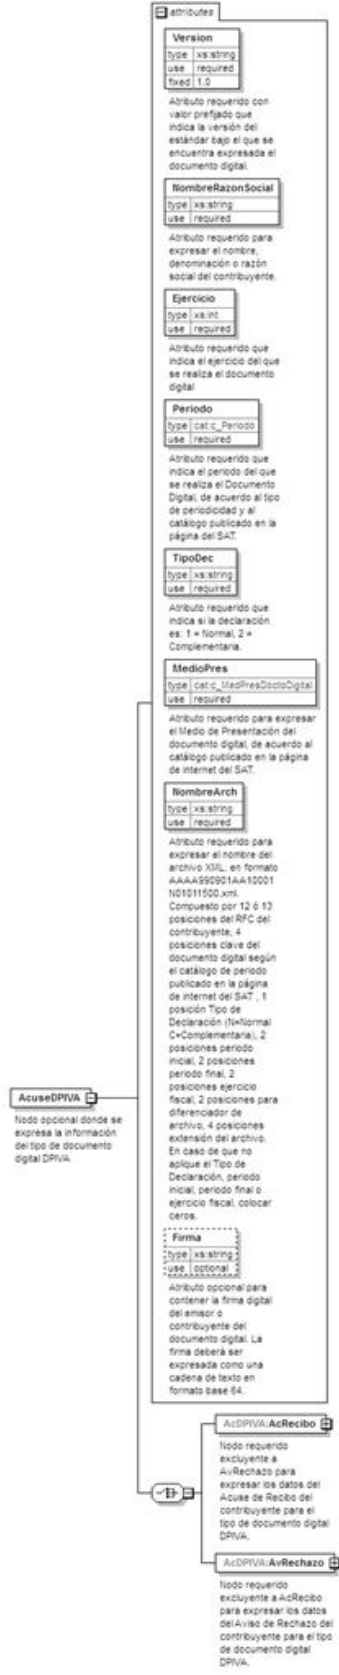 attributes
Version
type xs:string
use required
fixed 1.0
Atributo requerido con
valor prefijado que
indica la versión del
estándar bajo el que se
encuentra expresada el
documento digital.
NombreRazonSocial
type xs:string
use required
Atributo requerido para
expresar el nombre,
denominación o razón
social del contribuyente.
Ejercicio
type xs:int
use required
Atributo requerido que
indica el ejercicio del que
se realiza el documento
digital
Periodo
type cat:c_Periodo
use required
Atributo requerido que
indica el periodo del que
se realiza el Documento
Digital, de acuerdo al tipo
de periodicidad y al
catálogo publicado en la
página del SAT.
TipoDec
type xs:string
use required
Atributo requerido que
indica si la declaración
es: 1 = Normal, 2 =
Complementaria.
MedioPres
type cat:c_MedPresDoctoDigital
use required
Atributo requerido para expresar
el Medio de Presentación del
documento digital, de acuerdo al
catálogo publicado en la página
de internet del SAT.
NombreArch
type xs:string
use required
Atributo requerido para
expresar el nombre del
archivo XML, en formato
AAAA990901AA10001
N01011500.xml.
Compuesto por 12 ó 13
posiciones del RFC del
contribuyente, 4
posiciones clave del
documento digital según
el catálogo de periodo
publicado en la página
de internet del SAT , 1
posición Tipo de
Declaración (N=Normal
C=Complementaria), 2
posiciones periodo
inicial, 2 posiciones
periodo final, 2
posiciones ejercicio
fiscal, 2 posiciones para
diferenciador de
archivo, 4 posiciones
extensión del archivo.
En caso de que no
aplique el Tipo de
Declaración, periodo
inicial, periodo final o
ejercicio fiscal, colocar
ceros.
AcuseDPIVA
Nodo opcional donde se
expresa la información
del tipo de documento
digital DPIVA
Firma
type xs:string
use optional
Atributo opcional para
contener la firma digital
del emisor o
contribuyente del
documento digital. La
firma deberá ser
expresada como una
cadena de texto en
formato base 64.
AcDPIVA:AcRecibo
Nodo requerido
excluyente a
AvRechazo para
expresar los datos del
Acuse de Recibo del
contribuyente para el
tipo de documento digital
DPIVA.
AcDPIVA:AvRechazo
Nodo requerido
excluyente a AcRecibo
para expresar los datos
del Aviso de Rechazo del
contribuyente para el tipo
de documento digital
DPIVA.